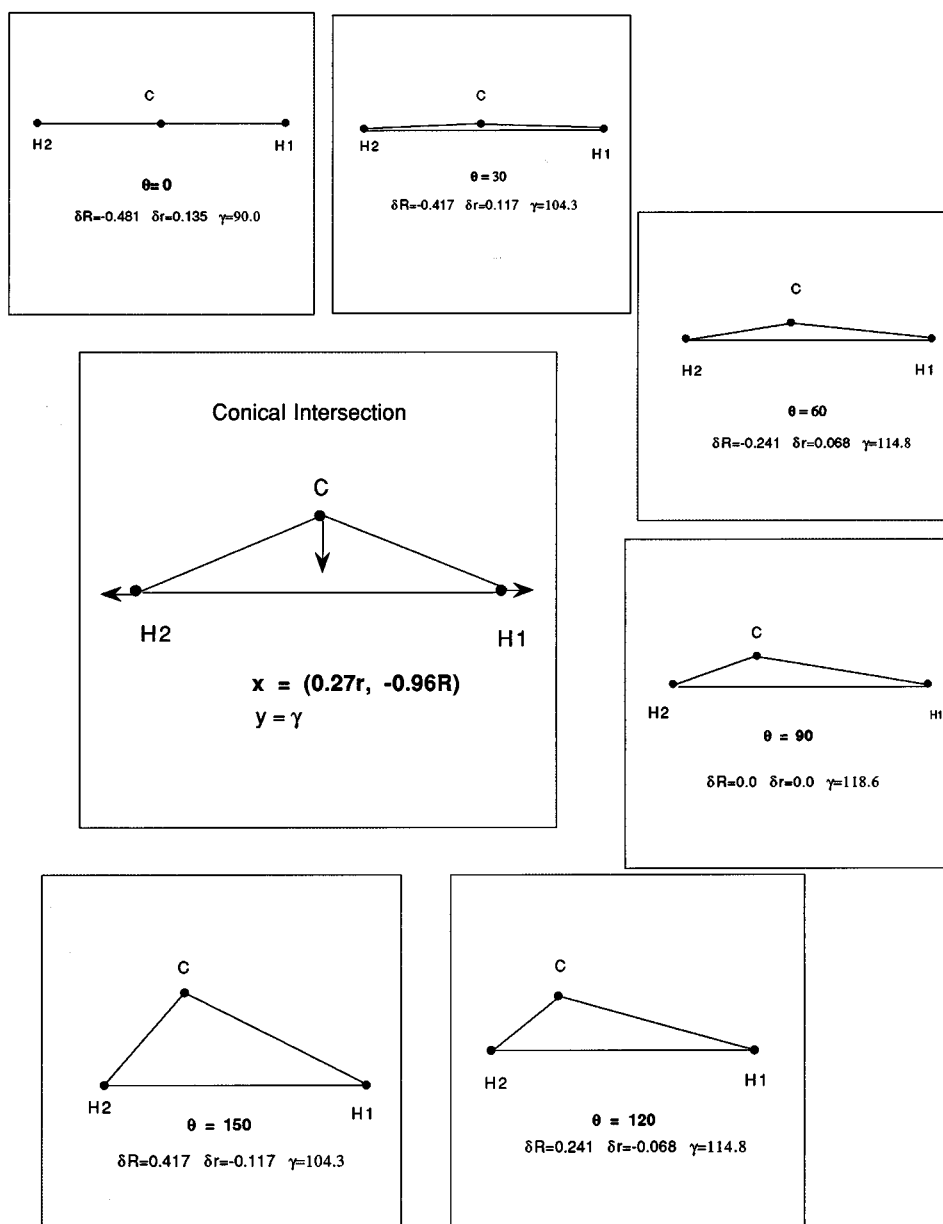 C
H2 H1
θ= 0
δR=-0.481 δr=0.135 γ=90.0
C
H2 H1
θ = 30
δR=-0.417 δr=0.117 γ=104.3
C
H2 H1
θ = 60
δR=-0.241 δr=0.068 γ=114.8
Conical Intersection
C
H2 H1
x = (0.27r, -0.96R)
y = γ
C
H2 H1
θ = 90
δR=0.0 δr=0.0 γ=118.6
C
H2 H1
θ = 150
δR=0.417 δr=-0.117 γ=104.3
C
H2 H1
θ = 120
δR=0.241 δr=-0.068 γ=114.8